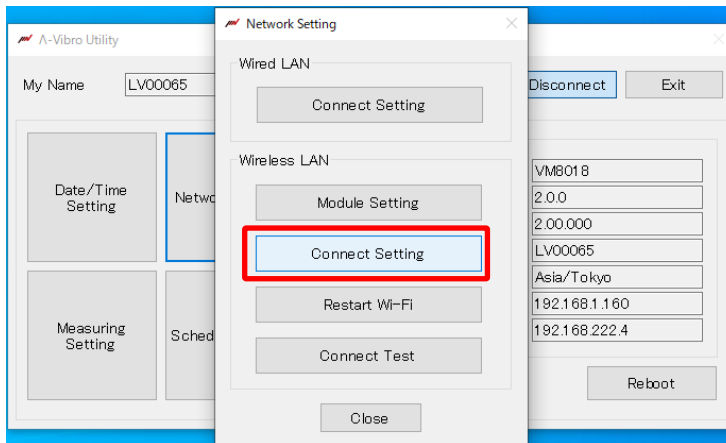 Network Setting
Λ-Vibro Utility
My Name LV00065
Disconnect
Exit
Wired LAN
Connect Setting
Wireless LAN
Module Setting
Connect Setting
Restart Wi-Fi
Connect Test
Close
Date/Time
Setting
Measuring
Setting
VM8018
2.0.0
2.00.000
LV00065
Asia/Tokyo
192.168.1.160
192.168.222.4
Reboot